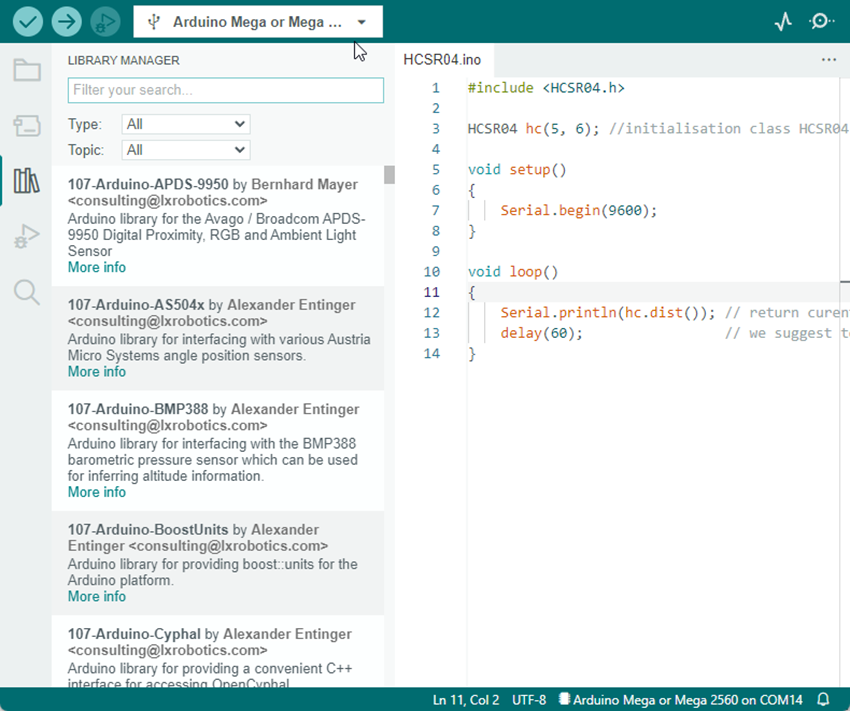 Arduino Mega or Mega ...
LIBRARY MANAGER
Filter your search...
Type: All
Topic: All
107-Arduino-APDS-9950 by Bernhard Mayer
<consulting@lxrobotics.com>
Arduino library for the Avago / Broadcom APDS-
9950 Digital Proximity, RGB and Ambient Light
Sensor
More info
107-Arduino-AS504x by Alexander Entinger
<consulting@lxrobotics.com>
Arduino library for interfacing with various Austria
Micro Systems angle position sensors.
More info
107-Arduino-BMP388 by Alexander Entinger
<consulting@lxrobotics.com>
Arduino library for interfacing with the BMP388
barometric pressure sensor which can be used
for inferring altitude information.
More info
107-Arduino-BoostUnits by Alexander
Entinger <consulting@lxrobotics.com>
Arduino library for providing boost::units for the
Arduino platform.
More info
107-Arduino-Cyphal by Alexander Entinger
<consulting@lxrobotics.com>
Arduino library for providing a convenient C++
interface for accessing OpenCyphal
HCSR04.ino
1 #include <HCSR04.h>
2
3 HCSR04 hc(5, 6); //initialisation class HCSR04
4
5 void setup()
6 {
7 Serial.begin(9600);
8 }
9
10 void loop()
11 {
12 Serial.println(hc.dist()); // return curen
13 delay(60); // we suggest t
14 }
Ln 11, Col 2 UTF-8 Arduino Mega or Mega 2560 on COM14